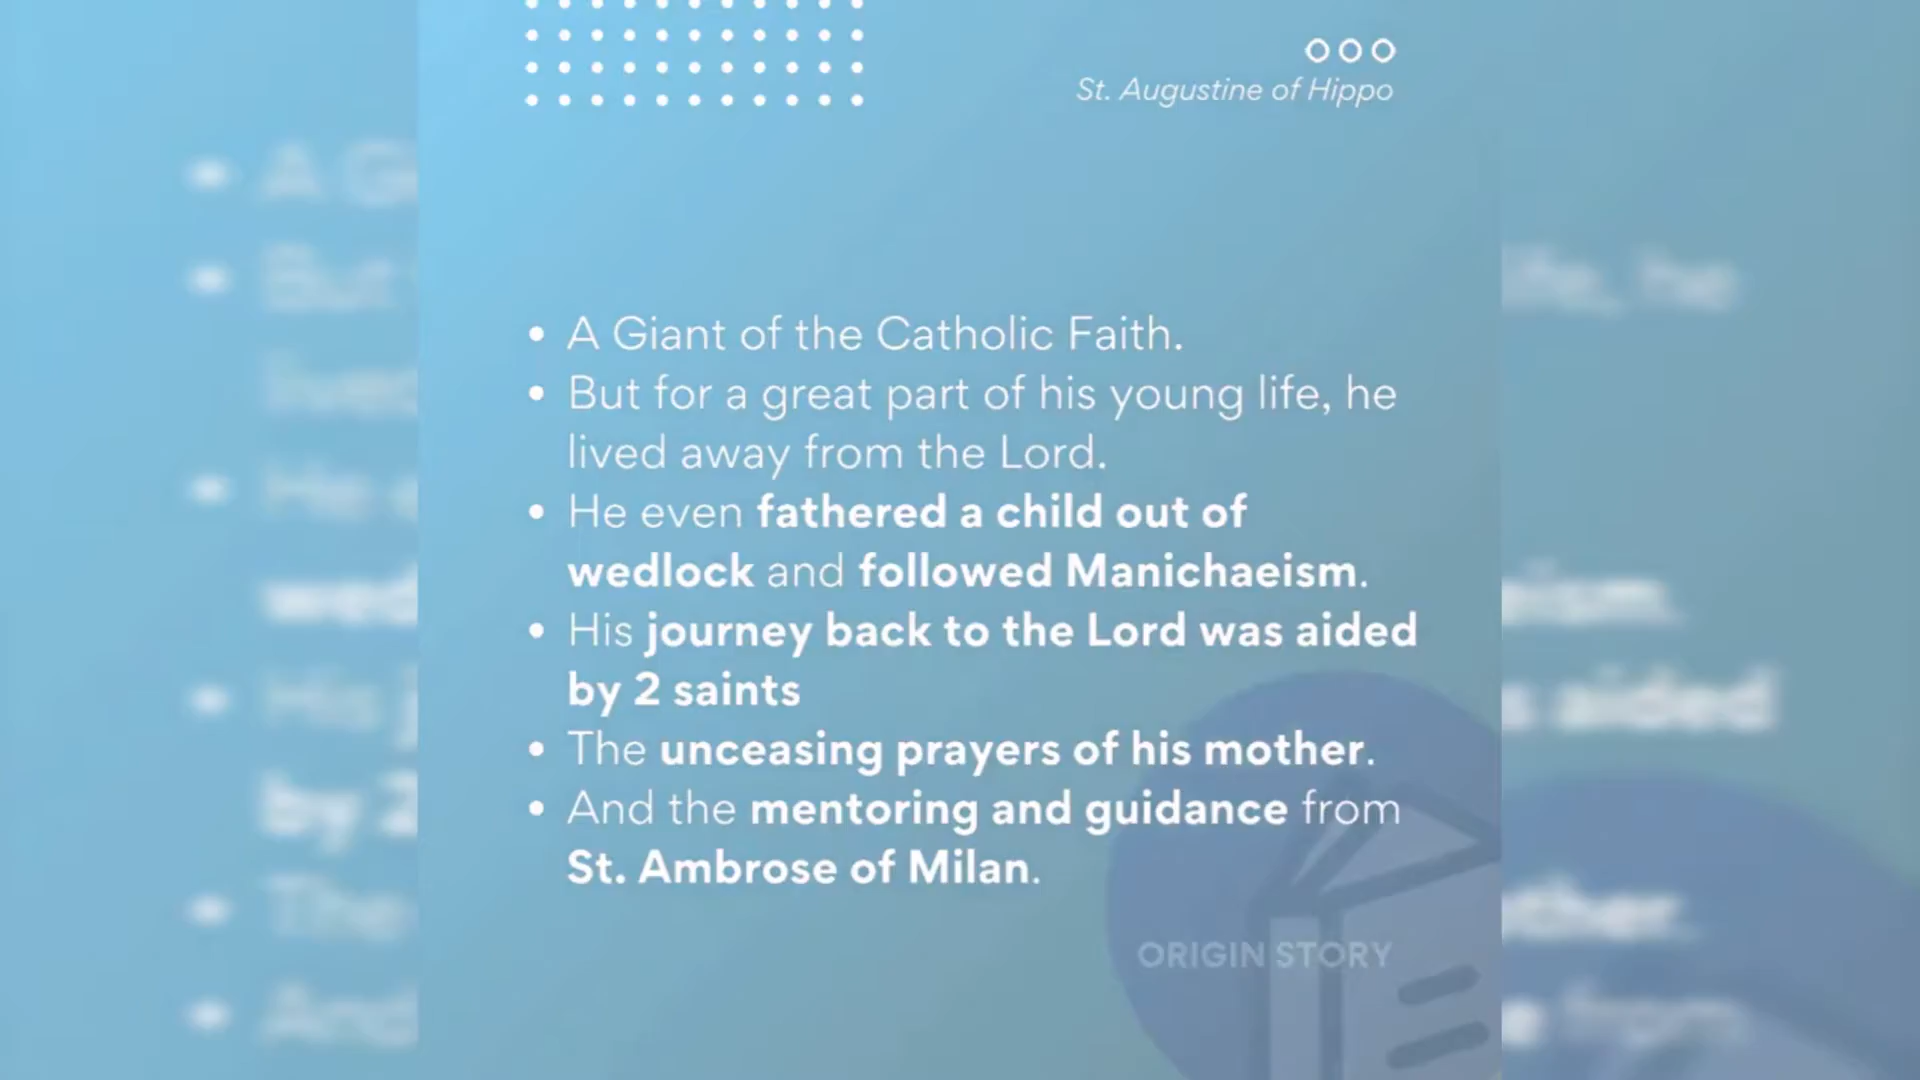 St. Augustine of Hippo
• A Giant of the Catholic Faith.
• But for a great part of his young life, he
lived away from the Lord.
• He even fathered a child out of
wedlock and followed Manichaeism.
• His journey back to the Lord was aided
by 2 saints
• The unceasing prayers of his mother.
• And the mentoring and guidance from
St. Ambrose of Milan.
ORIGIN STORY